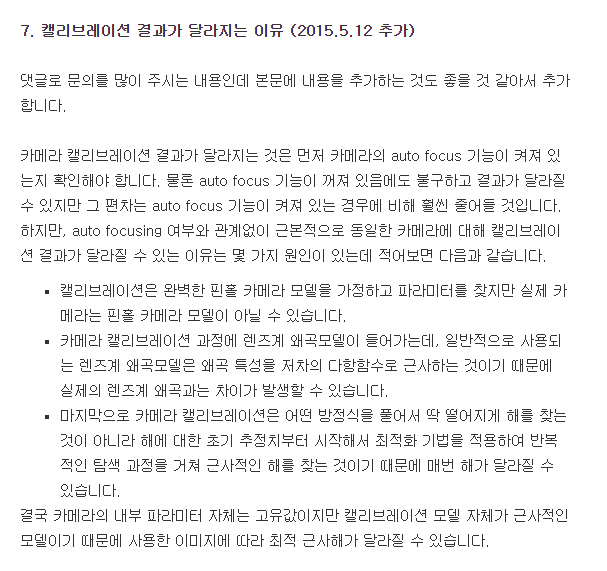 7. 캘리브레이션 결과가 달라지는 이유 (2015.5.12 추가)
댓글로 문의를 많이 주시는 내용인데 본문에 내용을 추가하는 것도 좋을 것 같아서 추가
합니다.
카메라 캘리브레이션 결과가 달라지는 것은 먼저 카메라의 auto focus 기능이 켜져 있
는지 확인해야 합니다. 물론 auto focus 기능이 꺼져 있음에도 불구하고 결과가 달라질
수 있지만 그 편차는 auto focus 기능이 켜져 있는 경우에 비해 훨씬 줄어들 것입니다.
하지만, auto focusing 여부와 관계없이 근본적으로 동일한 카메라에 대해 캘리브레이
션 결과가 달라질 수 있는 이유는 몇 가지 원인이 있는데 적어보면 다음과 같습니다.
▪ 캘리브레이션은 완벽한 핀홀 카메라 모델을 가정하고 파라미터를 찾지만 실제 카
메라는 핀홀 카메라 모델이 아닐 수 있습니다.
▪ 카메라 캘리브레이션 과정에 렌즈계 왜곡모델이 들어가는데, 일반적으로 사용되
는 렌즈계 왜곡모델은 왜곡 특성을 저차의 다항함수로 근사하는 것이기 때문에
실제의 렌즈계 왜곡과는 차이가 발생할 수 있습니다.
▪ 마지막으로 카메라 캘리브레이션은 어떤 방정식을 풀어서 딱 떨어지게 해를 찾는
것이 아니라 해에 대한 초기 추정치부터 시작해서 최적화 기법을 적용하여 반복
적인 탐색 과정을 거쳐 근사적인 해를 찾는 것이기 때문에 매번 해가 달라질 수
있습니다.
결국 카메라의 내부 파라미터 자체는 고유값이지만 캘리브레이션 모델 자체가 근사적인
모델이기 때문에 사용한 이미지에 따라 최적 근사해가 달라질 수 있습니다.